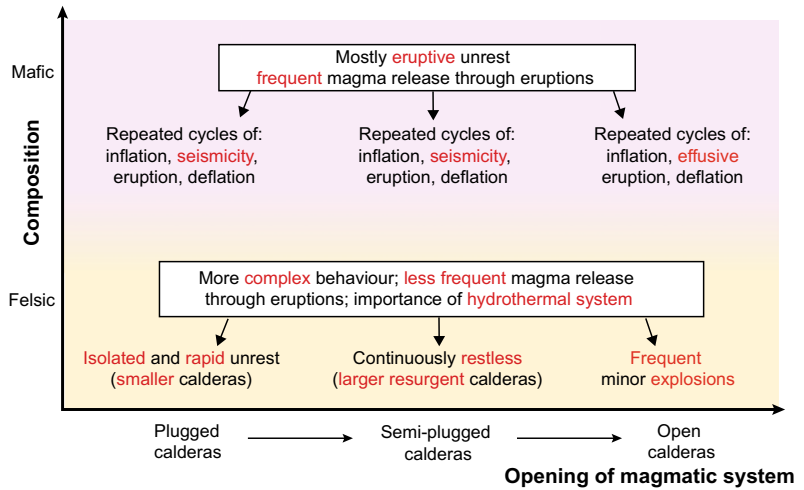 Mafic
Composition
Mostly eruptive unrest
frequent magma release through eruptions
Repeated cycles of:
inflation, seismicity,
eruption, deflation
Repeated cycles of:
inflation, seismicity,
eruption, deflation
Repeated cycles of:
inflation, effusive
eruption, deflation
Felsic
More complex behaviour; less frequent magma release
through eruptions; importance of hydrothermal system
Isolated and rapid unrest
(smaller calderas)
Continuously restless
(larger resurgent calderas)
Frequent
minor explosions
Plugged
calderas
Semi-plugged
calderas
Open
calderas
Opening of magmatic system